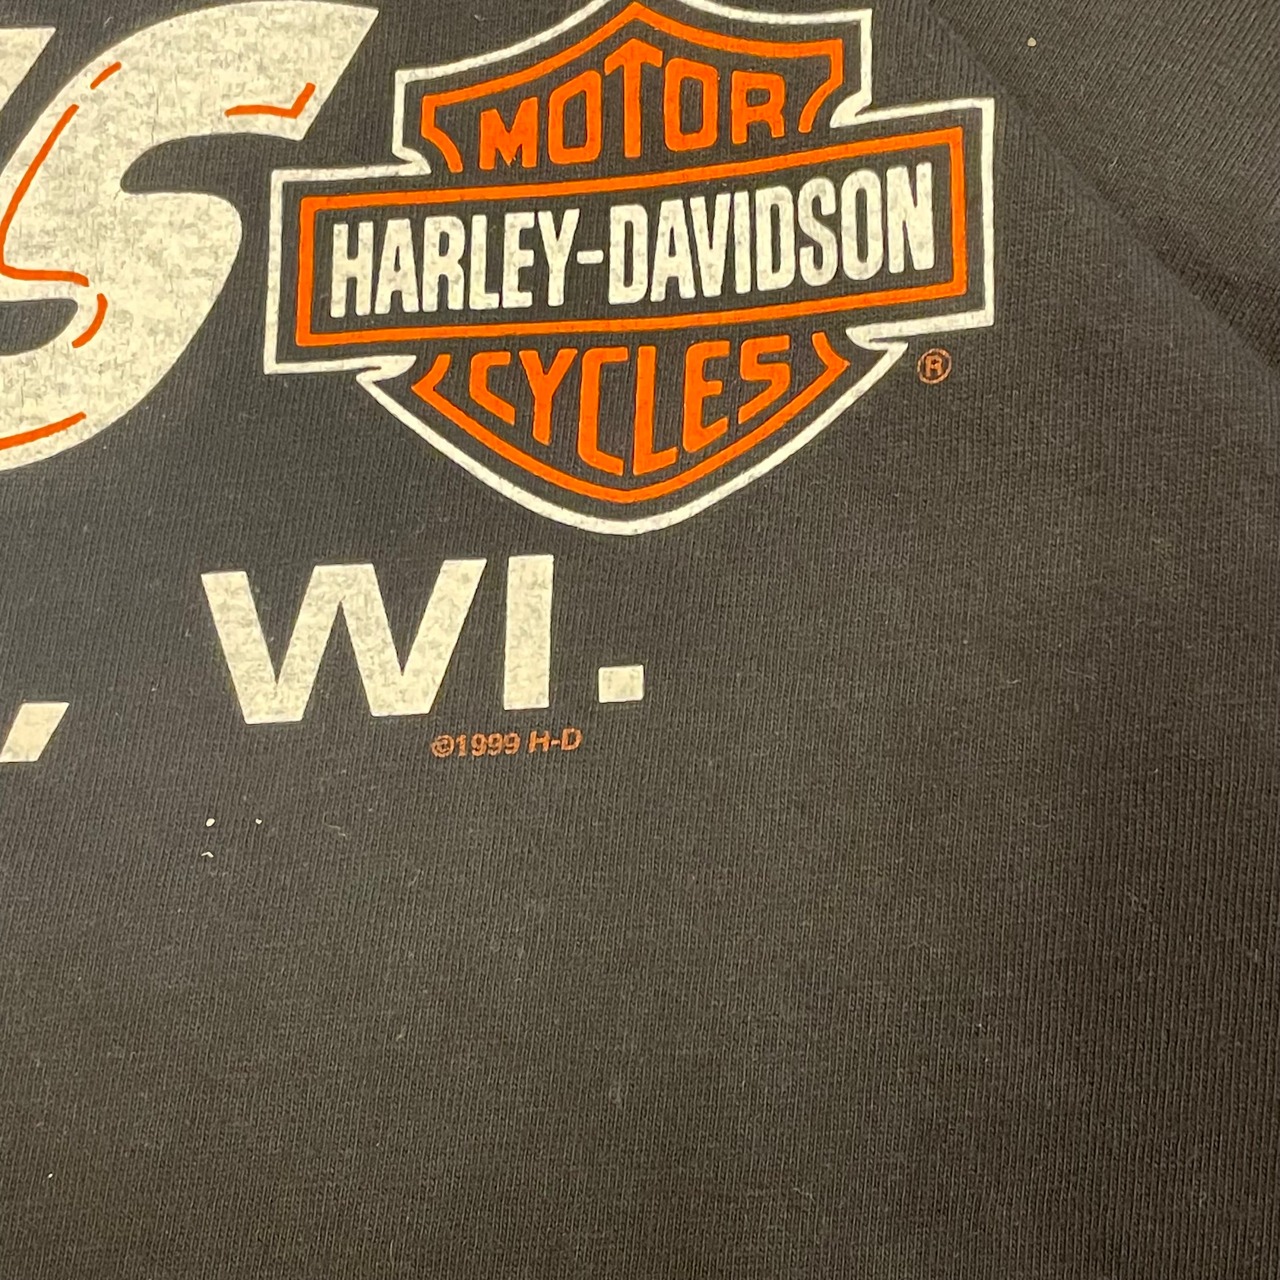 S
MOTOR
HARLEY-DAVIDSON
CYCLES
®
, WI.
©1999 H-D